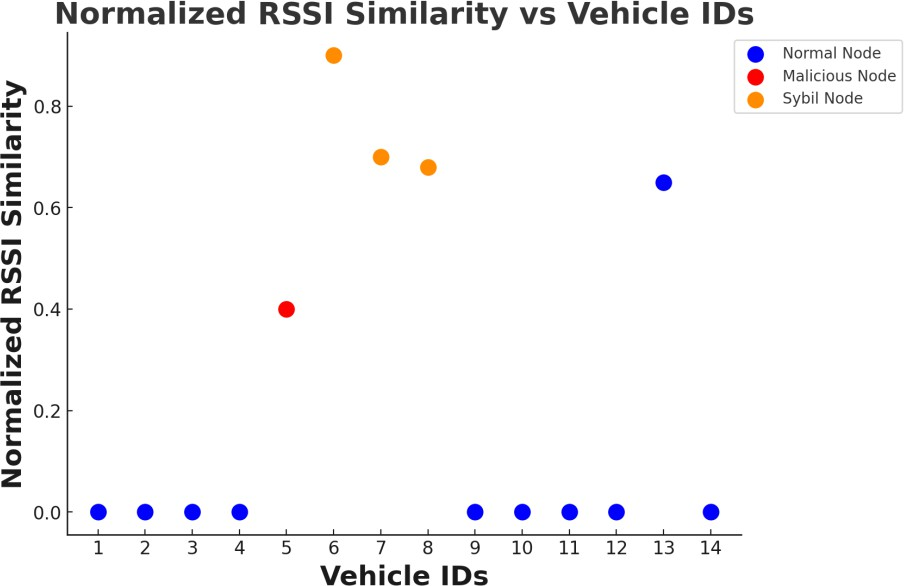 Normalized RSSI Similarity vs Vehicle IDs
Normal Node
Malicious Node
Sybil Node
Normalized RSSI Similarity
0.8
0.6
0.4
0.2
0.0
1 2 3 4 5 6 7 8 9 10 11 12 13 14
Vehicle IDs